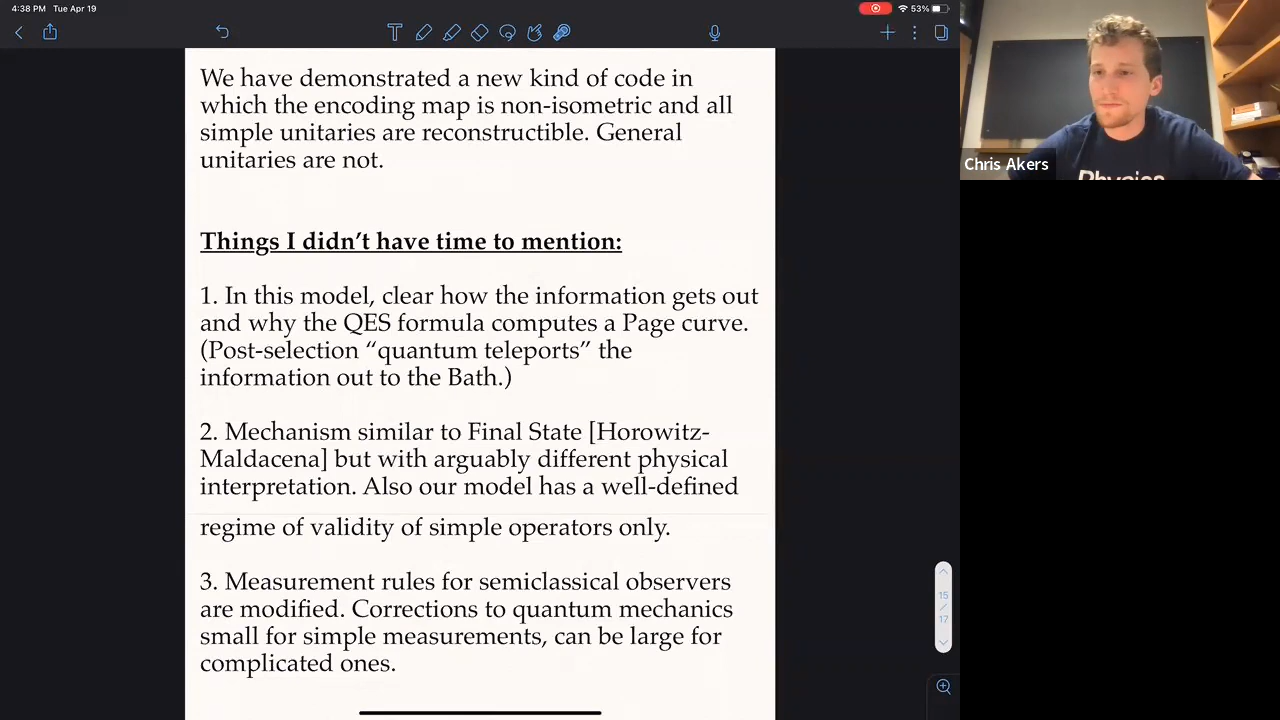 4:38 PM Tue Apr 19
53%
We have demonstrated a new kind of code in
which the encoding map is non-isometric and all
simple unitaries are reconstructible. General
unitaries are not.
Things I didn't have time to mention:
1. In this model, clear how the information gets out
and why the QES formula computes a Page curve.
(Post-selection “quantum teleports” the
information out to the Bath.)
2. Mechanism similar to Final State [Horowitz-
Maldacena] but with arguably different physical
interpretation. Also our model has a well-defined
regime of validity of simple operators only.
3. Measurement rules for semiclassical observers
are modified. Corrections to quantum mechanics
small for simple measurements, can be large for
complicated ones.
15
/
17
Chris Akers
Physics